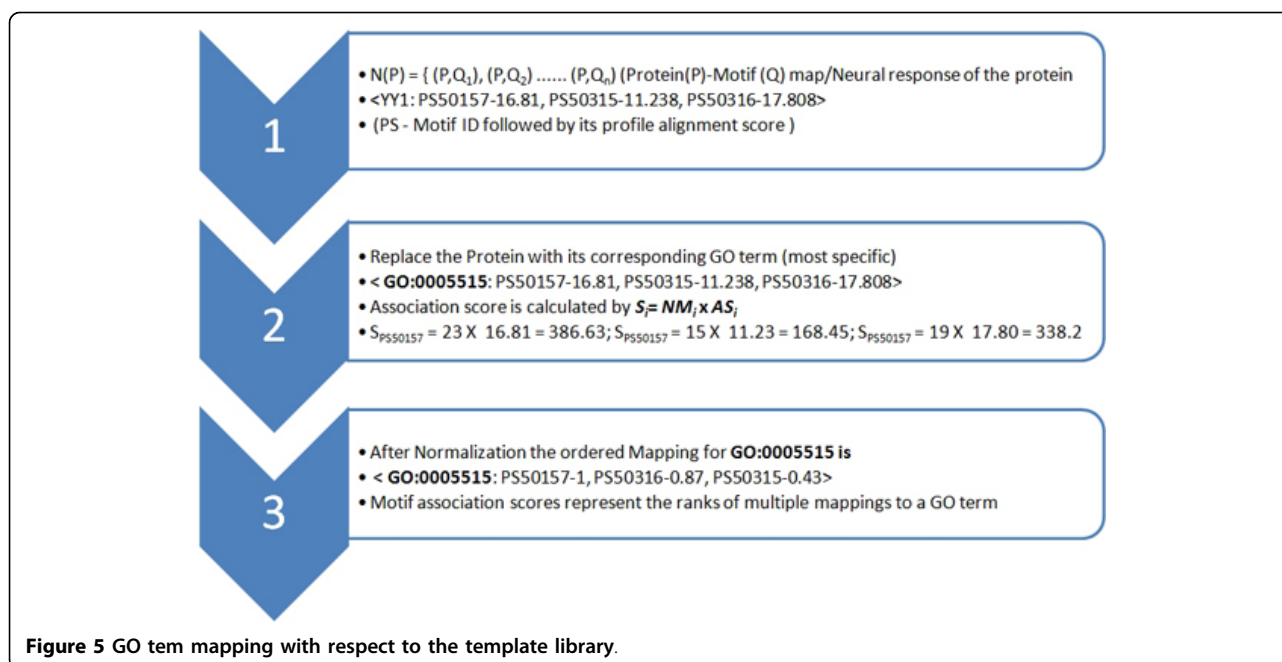 1
• N(P) = { (P,Q₁), (P,Q₂) ...... (P,Qₙ) (Protein(P)-Motif (Q) map/Neural response of the protein
• <YY1: PS50157-16.81, PS50315-11.238, PS50316-17.808>
• (PS - Motif ID followed by its profile alignment score )
2
• Replace the Protein with its corresponding GO term (most specific)
• < GO:0005515: PS50157-16.81, PS50315-11.238, PS50316-17.808>
• Association score is calculated by Sᵢ= NMᵢ x ASᵢ
• S_PS50157 = 23 X 16.81 = 386.63; S_PS50157 = 15 X 11.23 = 168.45; S_PS50157 = 19 X 17.80 = 338.2
3
• After Normalization the ordered Mapping for GO:0005515 is
• < GO:0005515: PS50157-1, PS50316-0.87, PS50315-0.43>
• Motif association scores represent the ranks of multiple mappings to a GO term
Figure 5 GO tem mapping with respect to the template library.